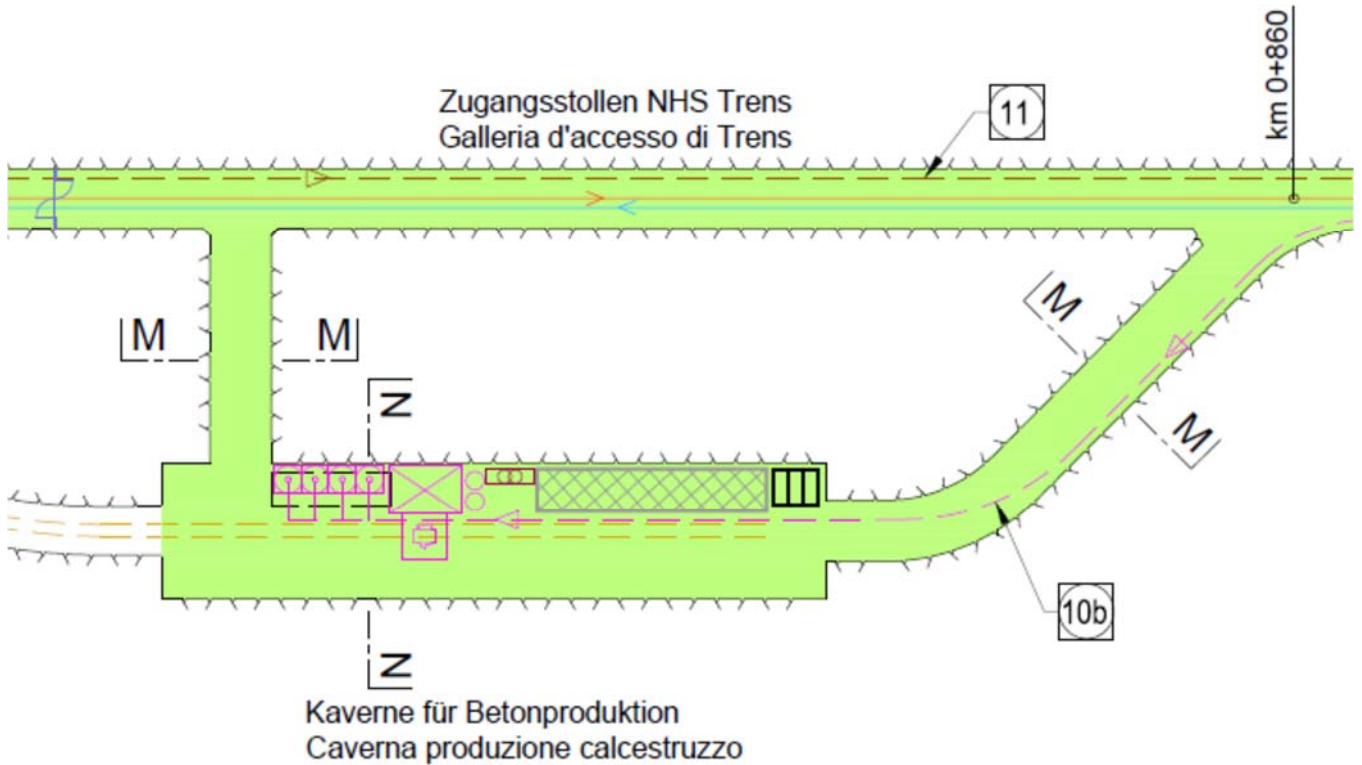 km 0+860
Zugangsstollen NHS Trens
Galleria d'accesso di Trens
11
M
M
M
M
N
N
10b
Kaverne für Betonproduktion
Caverna produzione calcestruzzo